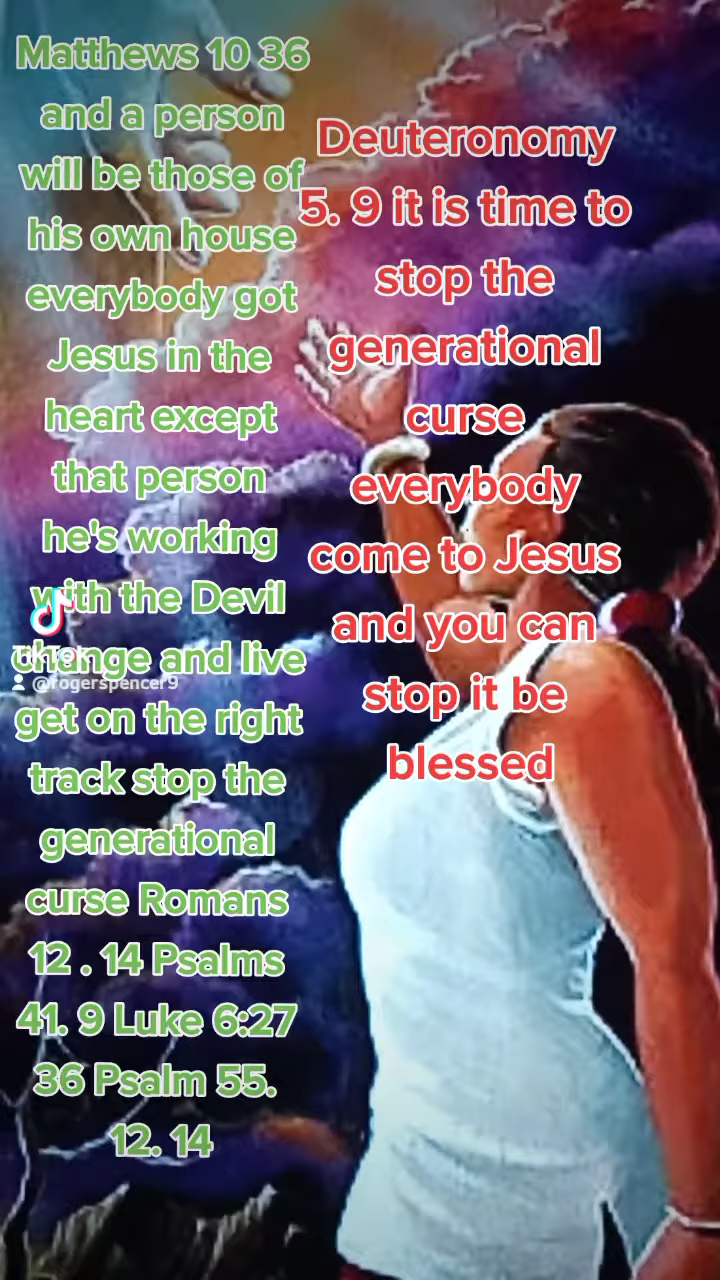 Matthews 10 36
and a person
will be those of
his own house
everybody got
Jesus in the
heart except
that person
he's working
with the Devil
change and live
get on the right
track stop the
generational
curse Romans
12 . 14 Psalms
41. 9 Luke 6:27
36 Psalm 55.
12. 14
Deuteronomy
5. 9 it is time to
stop the
generational
curse
everybody
come to Jesus
and you can
stop it be
blessed
TikTok
@rogerspencer9